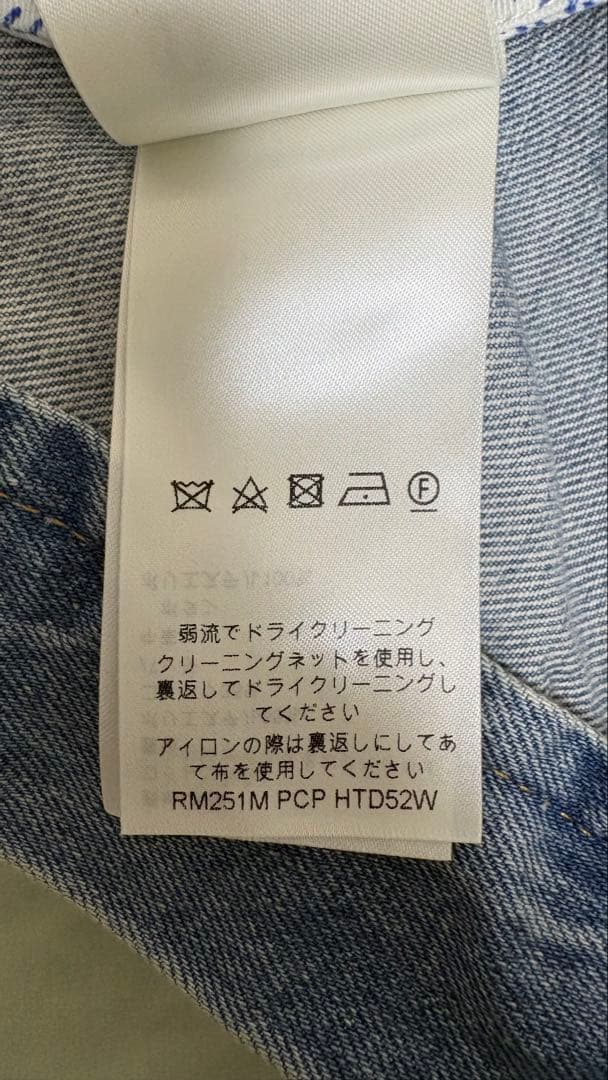 F
弱流でドライクリーニング
クリーニングネットを使用し、
裏返してドライクリーニングし
てください
アイロンの際は裏返しにしてあ
て布を使用してください
RM251M PCP HTD52W